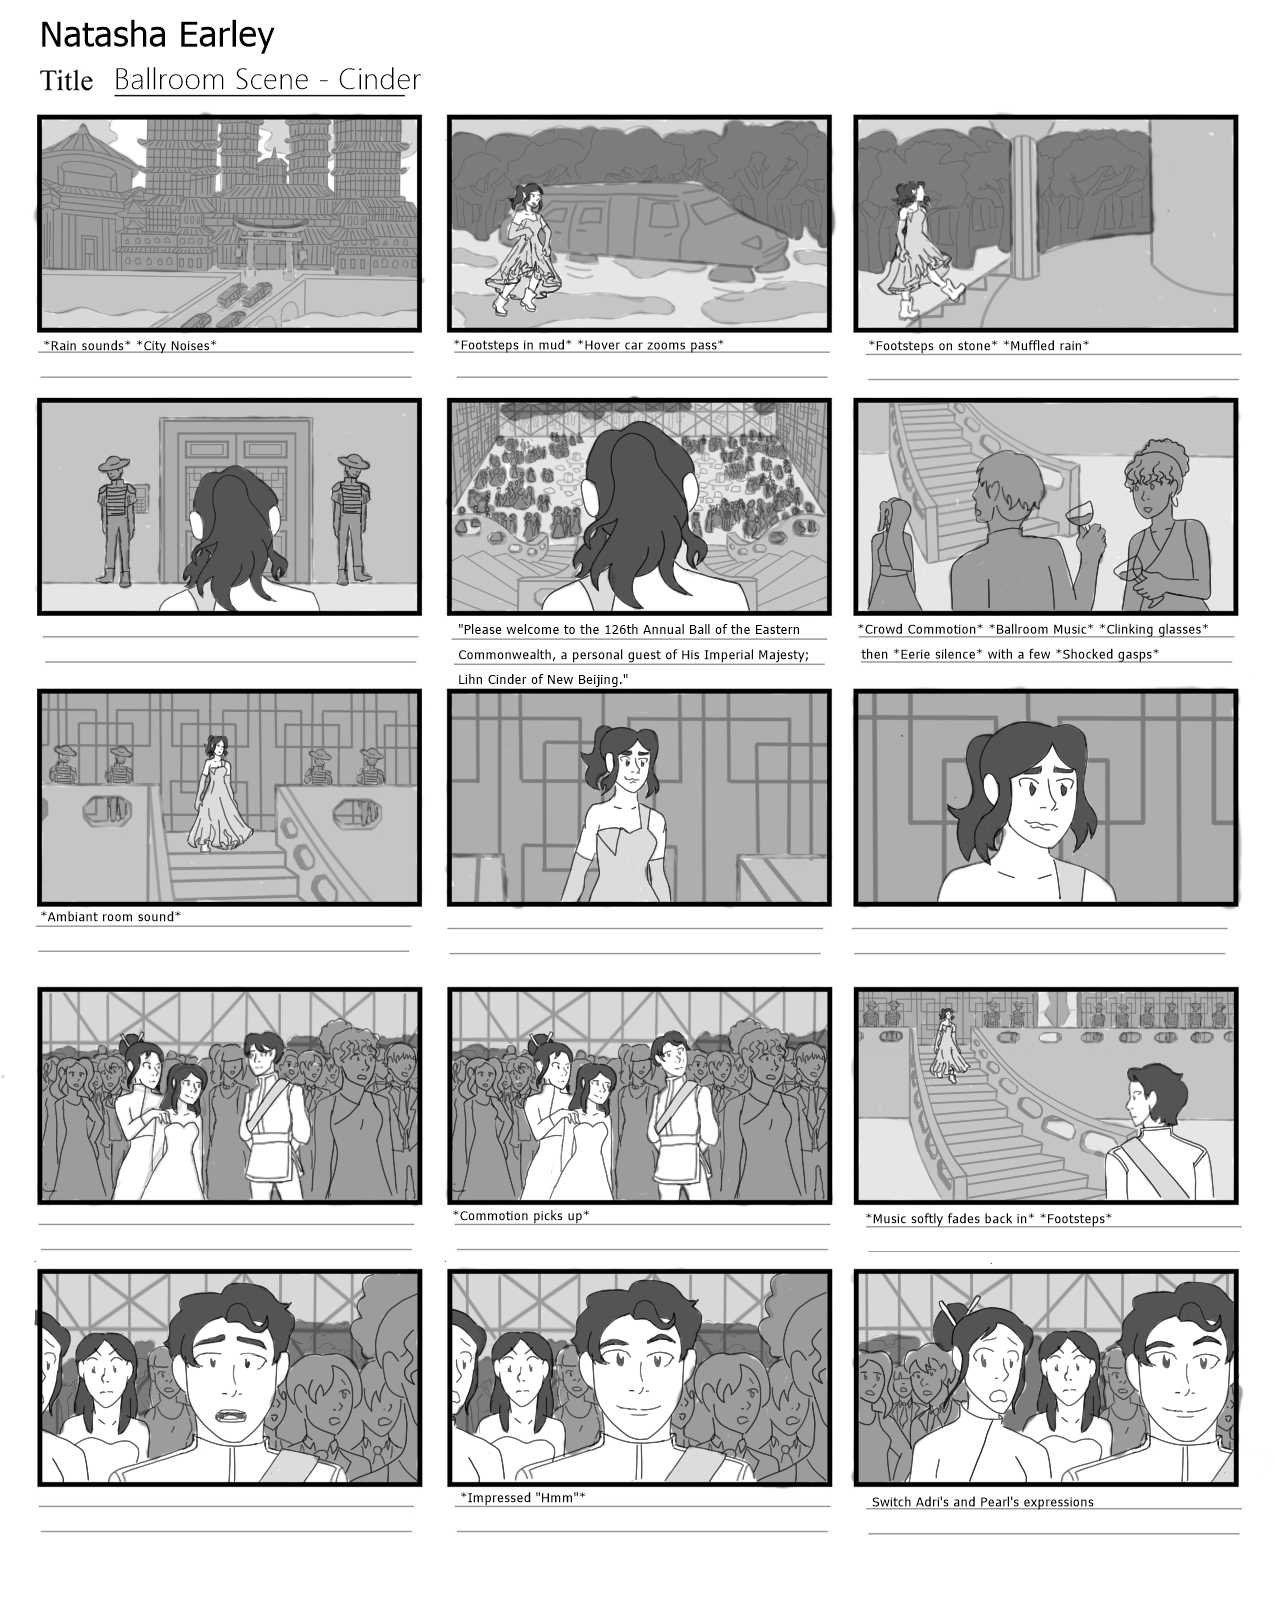 Natasha Earley
Title Ballroom Scene - Cinder
*Rain sounds* *City Noises*
*Footsteps in mud* *Hover car zooms pass*
*Footsteps on stone* *Muffled rain*
"Please welcome to the 126th Annual Ball of the Eastern
Commonwealth, a personal guest of His Imperial Majesty;
Lihn Cinder of New Beijing."
*Crowd Commotion* *Ballroom Music* *Clinking glasses*
then *Eerie silence* with a few *Shocked gasps*
*Ambiant room sound*
*Commotion picks up*
*Music softly fades back in* *Footsteps*
*Impressed "Hmm"*
Switch Adri's and Pearl's expressions